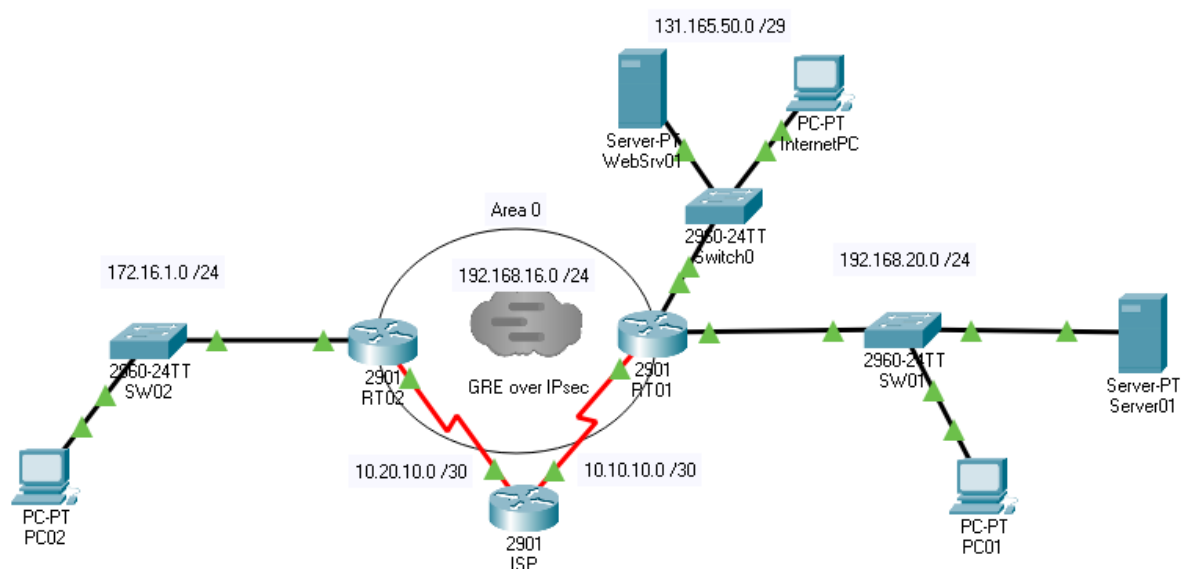 131.165.50.0 /29
Server-PT
WebSrv01
PC-PT
InternetPC
Area 0
2960-24TT
Switch0
172.16.1.0 /24
192.168.16.0 /24
192.168.20.0 /24
2960-24TT
SW02
2901
RT02
GRE over IPsec
2901
RT01
2960-24TT
SW01
Server-PT
Server01
10.20.10.0 /30
10.10.10.0 /30
PC-PT
PC02
2901
ISP
PC-PT
PC01